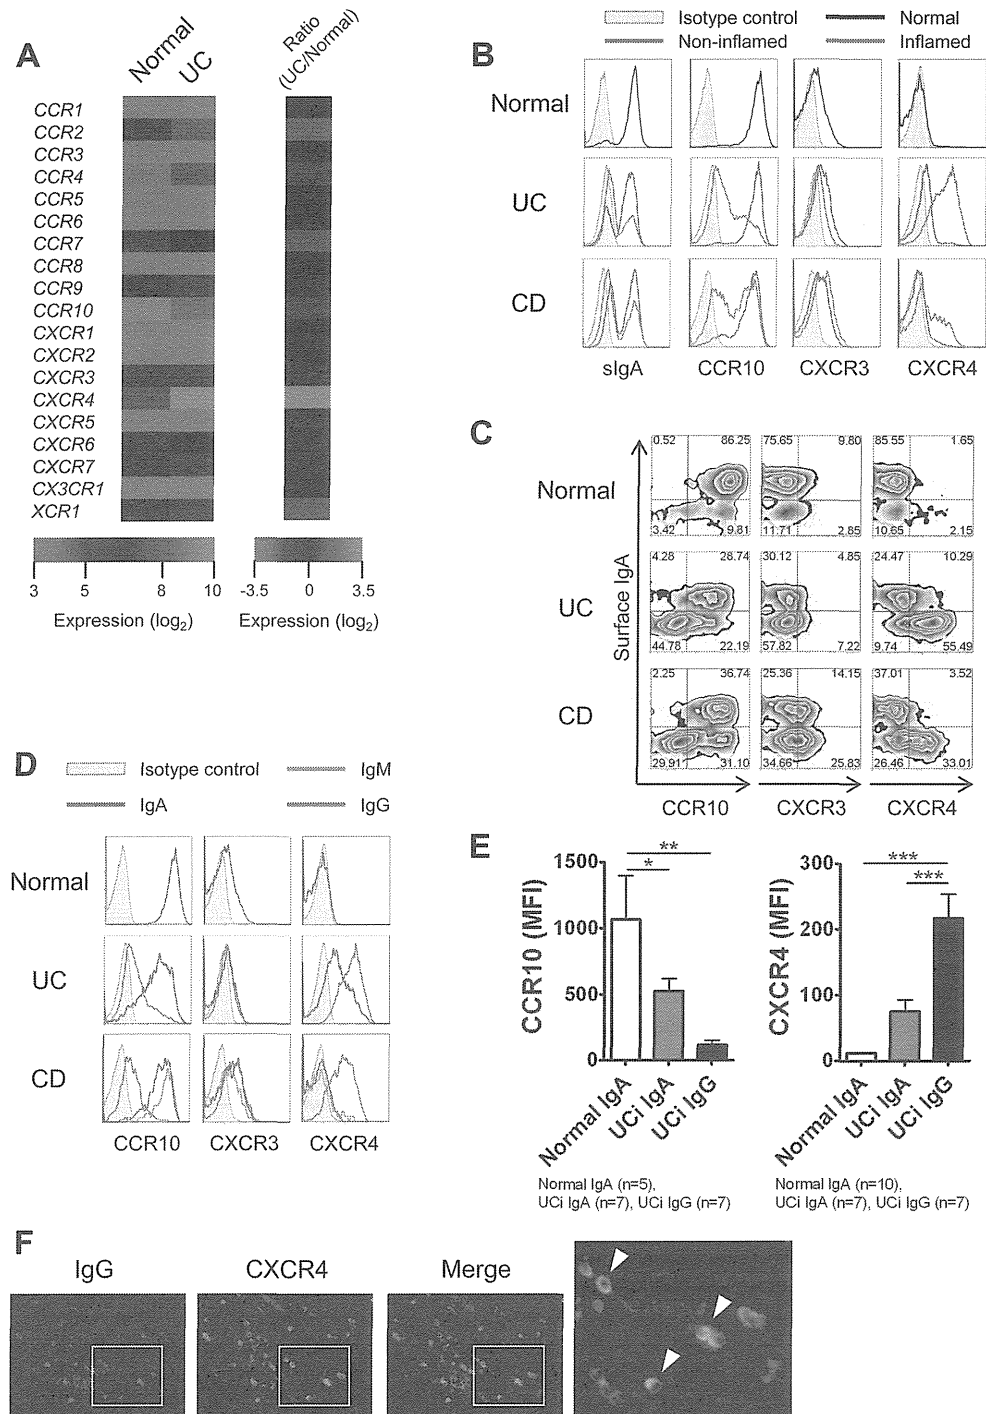 A
Normal
UC
Ratio
(UC/Normal)
CCR1
CCR2
CCR3
CCR4
CCR5
CCR6
CCR7
CCR8
CCR9
CCR10
CXCR1
CXCR2
CXCR3
CXCR4
CXCR5
CXCR6
CXCR7
CX3CR1
XCR1
3 5 8 10
Expression (log2)
-3.5 0 3.5
Expression (log2)
B
Isotype control
Normal
Non-inflamed
Inflamed
Normal
UC
CD
sIgA CCR10 CXCR3 CXCR4
C
Surface IgA
Normal
0.52 86.25 75.65 9.80 85.55 1.65
3.42 9.81 11.71 2.85 10.65 2.15
UC
4.28 28.74 30.12 4.85 24.47 10.29
44.78 22.19 57.82 7.22 9.74 55.49
CD
2.25 36.74 25.36 14.15 37.01 3.52
29.91 31.10 34.66 25.83 26.46 33.01
CCR10 CXCR3 CXCR4
D
Isotype control
IgM
IgA
IgG
Normal
UC
CD
CCR10 CXCR3 CXCR4
E
CCR10 (MFI)
1500
1000
500
0
**
*
Normal IgA
UCi IgA
UCi IgG
Normal IgA (n=5),
UCi IgA (n=7), UCi IgG (n=7)
CXCR4 (MFI)
300
200
100
0
***
***
Normal IgA
UCi IgA
UCi IgG
Normal IgA (n=10),
UCi IgA (n=7), UCi IgG (n=7)
F
IgG CXCR4 Merge